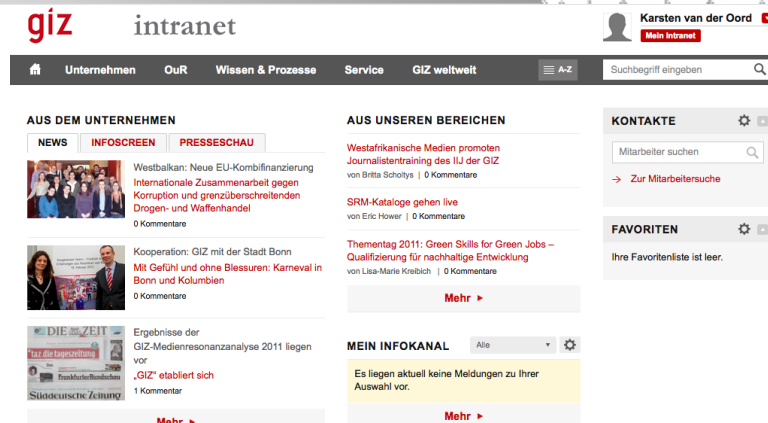 giz
intranet
Karsten van der Oord
Mein Intranet
Unternehmen
OuR
Wissen & Prozesse
Service
GIZ weltweit
A-Z
Suchbegriff eingeben
AUS DEM UNTERNEHMEN
NEWS
INFOSCREEN
PRESSESCHAU
Westbalkan: Neue EU-Kombifinanzierung
Internationale Zusammenarbeit gegen
Korruption und grenzüberschreitenden
Drogen- und Waffenhandel
0 Kommentare
Kooperation: GIZ mit der Stadt Bonn
Mit Gefühl und ohne Blessuren: Karneval in
Bonn und Kolumbien
0 Kommentare
DIE ZEIT
taz.die tageszeitung
Frankfurter Rundschau
Süddeutsche Zeitung
Ergebnisse der
GIZ-Medienresonanzanalyse 2011 liegen
vor
„GIZ" etabliert sich
1 Kommentar
Mehr
AUS UNSEREN BEREICHEN
Westafrikanische Medien promoten
Journalistentraining des IIJ der GIZ
von Britta Scholtys | 0 Kommentare
SRM-Kataloge gehen live
von Eric Hower | 0 Kommentare
Thementag 2011: Green Skills for Green Jobs –
Qualifizierung für nachhaltige Entwicklung
von Lisa-Marie Kreibich | 0 Kommentare
Mehr
MEIN INFOKANAL
Alle
Es liegen aktuell keine Meldungen zu Ihrer
Auswahl vor.
Mehr
KONTAKTE
Mitarbeiter suchen
Zur Mitarbeitersuche
FAVORITEN
Ihre Favoritenliste ist leer.